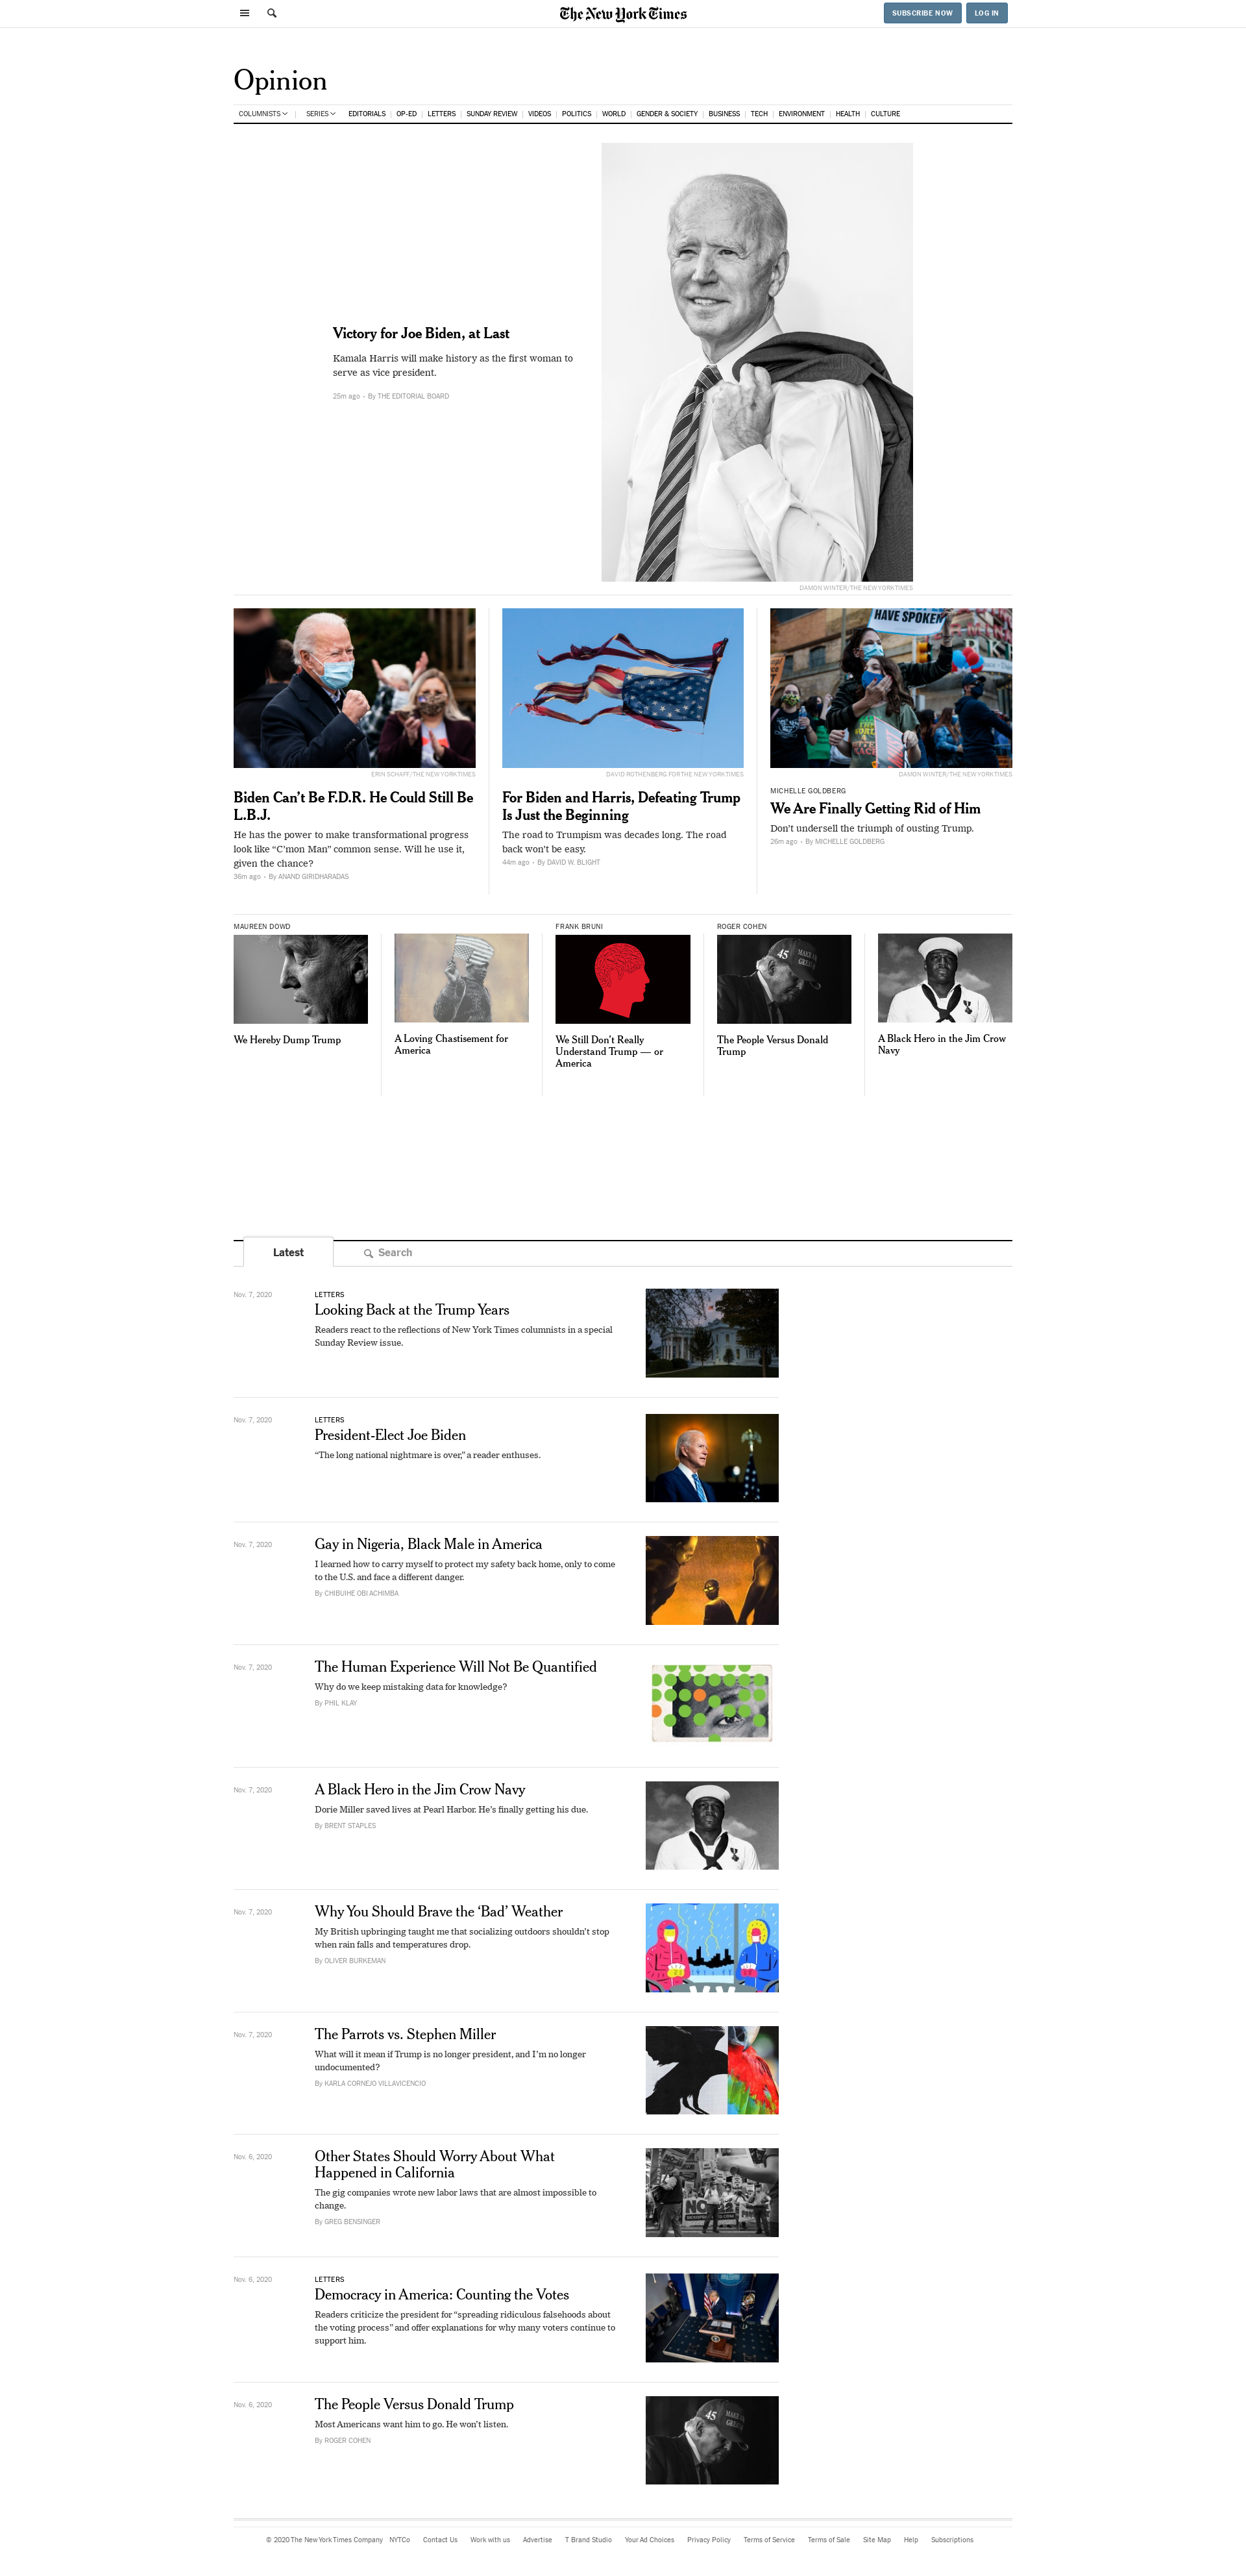 The New York Times
SUBSCRIBE NOW
LOG IN
Opinion
COLUMNISTS
SERIES
EDITORIALS
OP-ED
LETTERS
SUNDAY REVIEW
VIDEOS
POLITICS
WORLD
GENDER & SOCIETY
BUSINESS
TECH
ENVIRONMENT
HEALTH
CULTURE
Victory for Joe Biden, at Last
Kamala Harris will make history as the first woman to
serve as vice president.
25m ago • By THE EDITORIAL BOARD
DAMON WINTER/THE NEW YORK TIMES
ERIN SCHAFF/THE NEW YORK TIMES
Biden Can’t Be F.D.R. He Could Still Be
L.B.J.
He has the power to make transformational progress
look like “C’mon Man” common sense. Will he use it,
given the chance?
36m ago • By ANAND GIRIDHARADAS
DAVID ROTHENBERG FOR THE NEW YORK TIMES
For Biden and Harris, Defeating Trump
Is Just the Beginning
The road to Trumpism was decades long. The road
back won’t be easy.
44m ago • By DAVID W. BLIGHT
HAVE SPOKEN
DAMON WINTER/THE NEW YORK TIMES
MICHELLE GOLDBERG
We Are Finally Getting Rid of Him
Don’t undersell the triumph of ousting Trump.
26m ago • By MICHELLE GOLDBERG
MAUREEN DOWD
We Hereby Dump Trump
A Loving Chastisement for
America
FRANK BRUNI
We Still Don’t Really
Understand Trump — or
America
ROGER COHEN
45
The People Versus Donald
Trump
A Black Hero in the Jim Crow
Navy
Latest
Search
Nov. 7, 2020
LETTERS
Looking Back at the Trump Years
Readers react to the reflections of New York Times columnists in a special
Sunday Review issue.
Nov. 7, 2020
LETTERS
President-Elect Joe Biden
“The long national nightmare is over,” a reader enthuses.
Nov. 7, 2020
Gay in Nigeria, Black Male in America
I learned how to carry myself to protect my safety back home, only to come
to the U.S. and face a different danger.
By CHIBUIHE OBI ACHIMBA
Nov. 7, 2020
The Human Experience Will Not Be Quantified
Why do we keep mistaking data for knowledge?
By PHIL KLAY
Nov. 7, 2020
A Black Hero in the Jim Crow Navy
Dorie Miller saved lives at Pearl Harbor. He’s finally getting his due.
By BRENT STAPLES
Nov. 7, 2020
Why You Should Brave the ‘Bad’ Weather
My British upbringing taught me that socializing outdoors shouldn’t stop
when rain falls and temperatures drop.
By OLIVER BURKEMAN
Nov. 7, 2020
The Parrots vs. Stephen Miller
What will it mean if Trump is no longer president, and I’m no longer
undocumented?
By KARLA CORNEJO VILLAVICENCIO
Nov. 6, 2020
Other States Should Worry About What
Happened in California
The gig companies wrote new labor laws that are almost impossible to
change.
By GREG BENSINGER
Nov. 6, 2020
LETTERS
Democracy in America: Counting the Votes
Readers criticize the president for “spreading ridiculous falsehoods about
the voting process” and offer explanations for why many voters continue to
support him.
Nov. 6, 2020
The People Versus Donald Trump
Most Americans want him to go. He won’t listen.
By ROGER COHEN
45
© 2020 The New York Times Company
NYTCo
Contact Us
Work with us
Advertise
T Brand Studio
Your Ad Choices
Privacy Policy
Terms of Service
Terms of Sale
Site Map
Help
Subscriptions